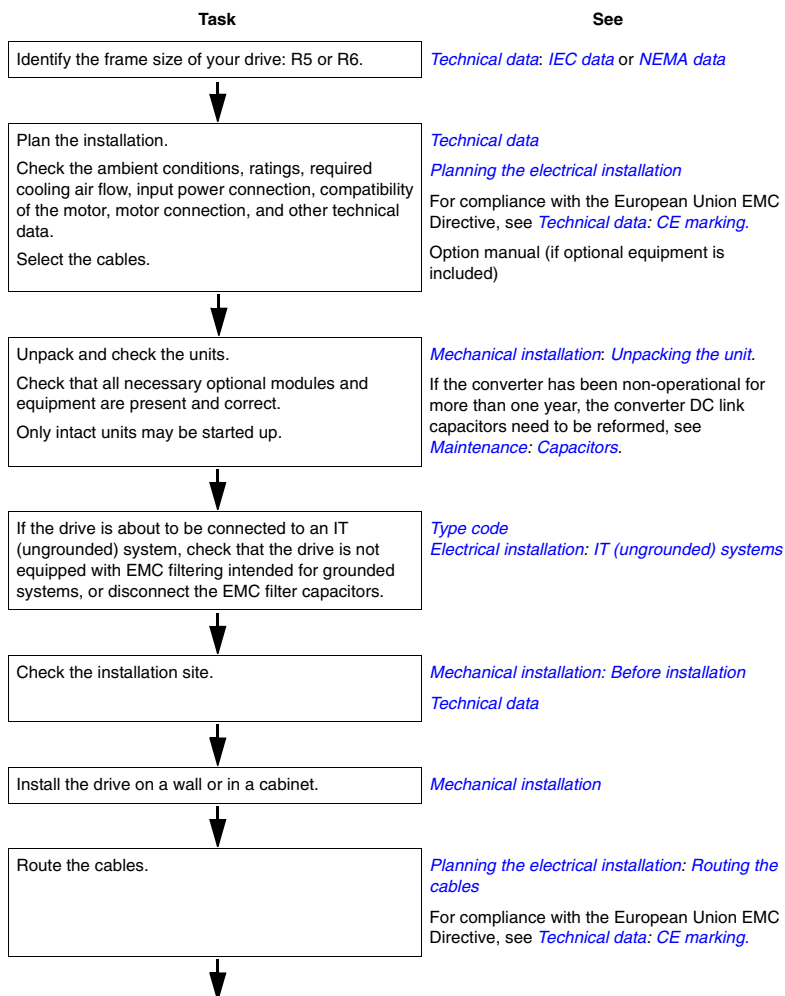 Task
See
Identify the frame size of your drive: R5 or R6.
Technical data: IEC data or NEMA data
Plan the installation.
Check the ambient conditions, ratings, required
cooling air flow, input power connection, compatibility
of the motor, motor connection, and other technical
data.
Select the cables.
Technical data
Planning the electrical installation
For compliance with the European Union EMC
Directive, see Technical data: CE marking.
Option manual (if optional equipment is
included)
Unpack and check the units.
Check that all necessary optional modules and
equipment are present and correct.
Only intact units may be started up.
Mechanical installation: Unpacking the unit.
If the converter has been non-operational for
more than one year, the converter DC link
capacitors need to be reformed, see
Maintenance: Capacitors.
If the drive is about to be connected to an IT
(ungrounded) system, check that the drive is not
equipped with EMC filtering intended for grounded
systems, or disconnect the EMC filter capacitors.
Type code
Electrical installation: IT (ungrounded) systems
Check the installation site.
Mechanical installation: Before installation
Technical data
Install the drive on a wall or in a cabinet.
Mechanical installation
Route the cables.
Planning the electrical installation: Routing the
cables
For compliance with the European Union EMC
Directive, see Technical data: CE marking.